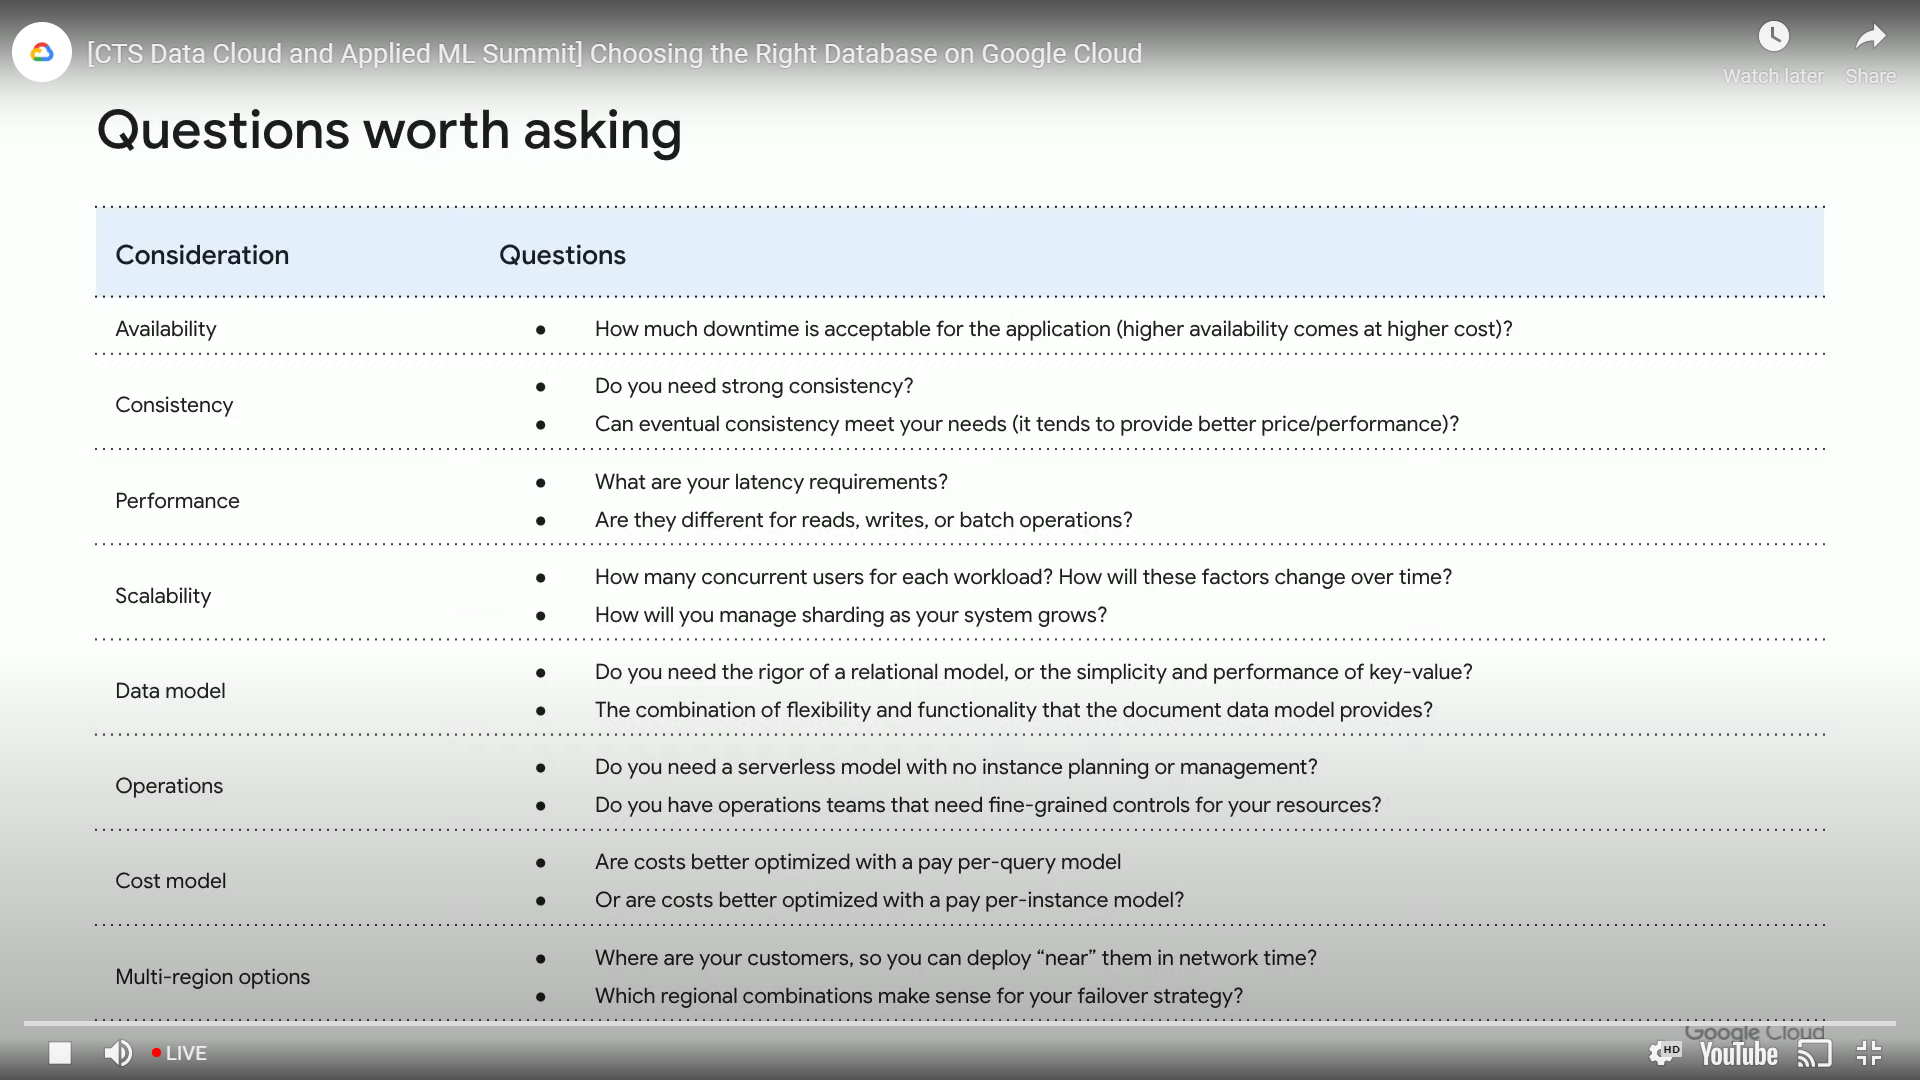 [CTS Data Cloud and Applied ML Summit] Choosing the Right Database on Google Cloud
Watch later
Share
Questions worth asking
Consideration
Questions
Availability
● How much downtime is acceptable for the application (higher availability comes at higher cost)?
Consistency
● Do you need strong consistency?
● Can eventual consistency meet your needs (it tends to provide better price/performance)?
Performance
● What are your latency requirements?
● Are they different for reads, writes, or batch operations?
Scalability
● How many concurrent users for each workload? How will these factors change over time?
● How will you manage sharding as your system grows?
Data model
● Do you need the rigor of a relational model, or the simplicity and performance of key-value?
● The combination of flexibility and functionality that the document data model provides?
Operations
● Do you need a serverless model with no instance planning or management?
● Do you have operations teams that need fine-grained controls for your resources?
Cost model
● Are costs better optimized with a pay per-query model
● Or are costs better optimized with a pay per-instance model?
Multi-region options
● Where are your customers, so you can deploy “near” them in network time?
● Which regional combinations make sense for your failover strategy?
Google Cloud
LIVE
HD
YouTube